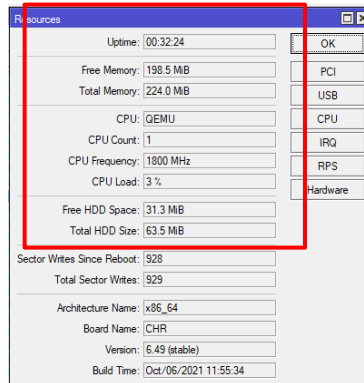 Resources
Uptime: 00:32:24
OK
Free Memory: 198.5 MiB
PCI
Total Memory: 224.0 MiB
USB
CPU: QEMU
CPU
CPU Count: 1
IRQ
CPU Frequency: 1800 MHz
RPS
CPU Load: 3 %
Hardware
Free HDD Space: 31.3 MiB
Total HDD Size: 63.5 MiB
Sector Writes Since Reboot: 928
Total Sector Writes: 929
Architecture Name: x86_64
Board Name: CHR
Version: 6.49 (stable)
Build Time: Oct/06/2021 11:55:34